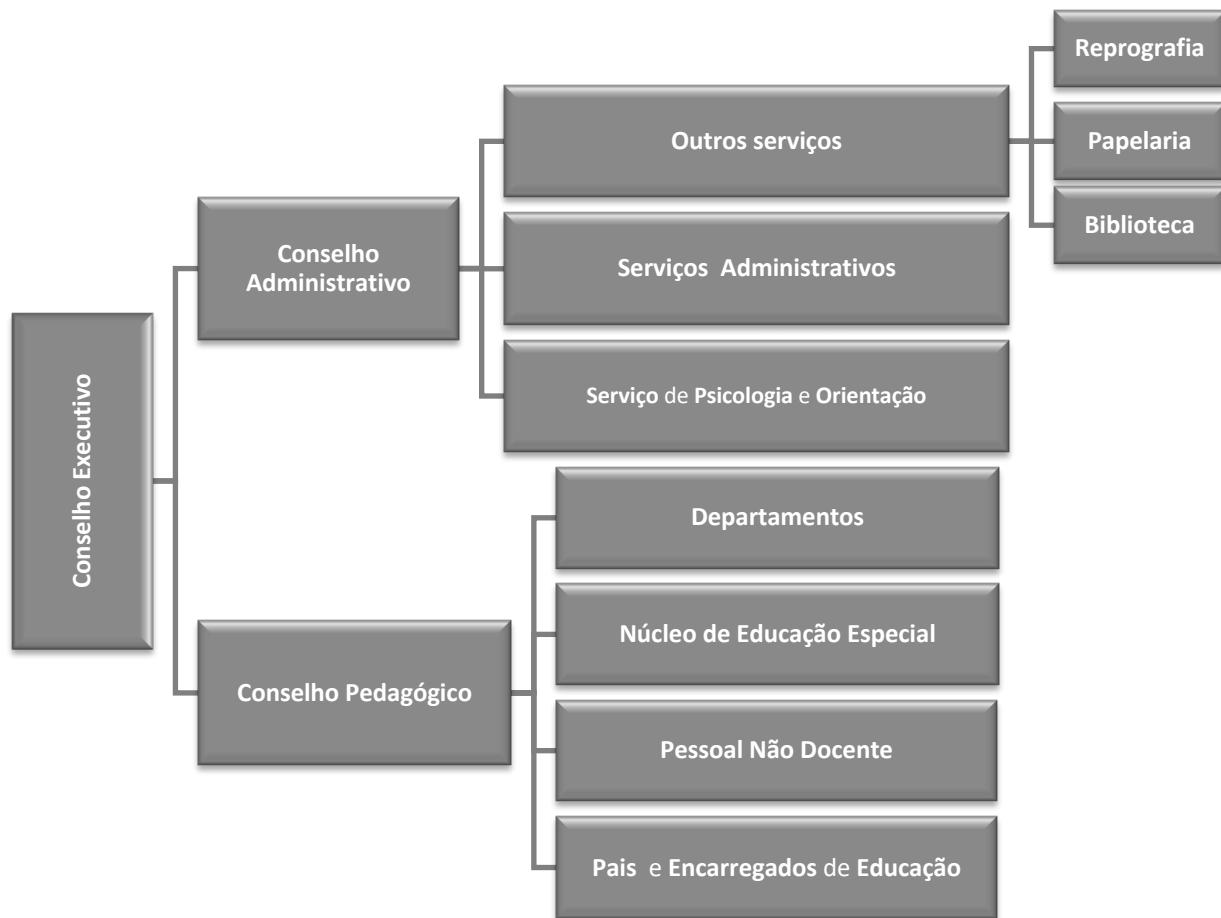 Conselho Executivo
Conselho
Administrativo
Outros serviços
Reprografia
Papelaria
Biblioteca
Serviços  Administrativos
Serviço de Psicologia e Orientação
Conselho Pedagógico
Departamentos
Núcleo de Educação Especial
Pessoal Não Docente
Pais  e Encarregados de Educação